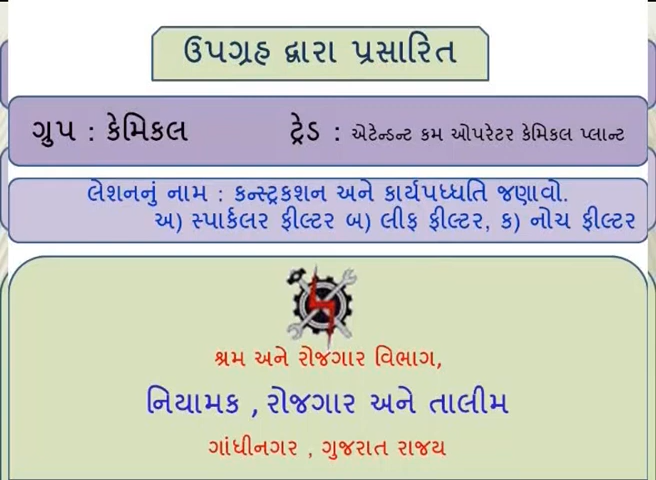 ઉપગ્રહ દ્વારા પ્રસારિત
ગ્રુપ : કેમિકલ ટ્રેડ : એટેન્ડન્ટ કમ ઓપરેટર કેમિકલ પ્લાન્ટ
લેશનનું નામ : કન્સ્ટ્રકશન અને કાર્યપધ્ધતિ જણાવો.
અ) સ્પાર્કલર ફીલ્ટર બ) લીફ ફીલ્ટર, ક) નોચ ફીલ્ટર
શ્રમ અને રોજગાર વિભાગ,
નિયામક , રોજગાર અને તાલીમ
ગાંધીનગર , ગુજરાત રાજય